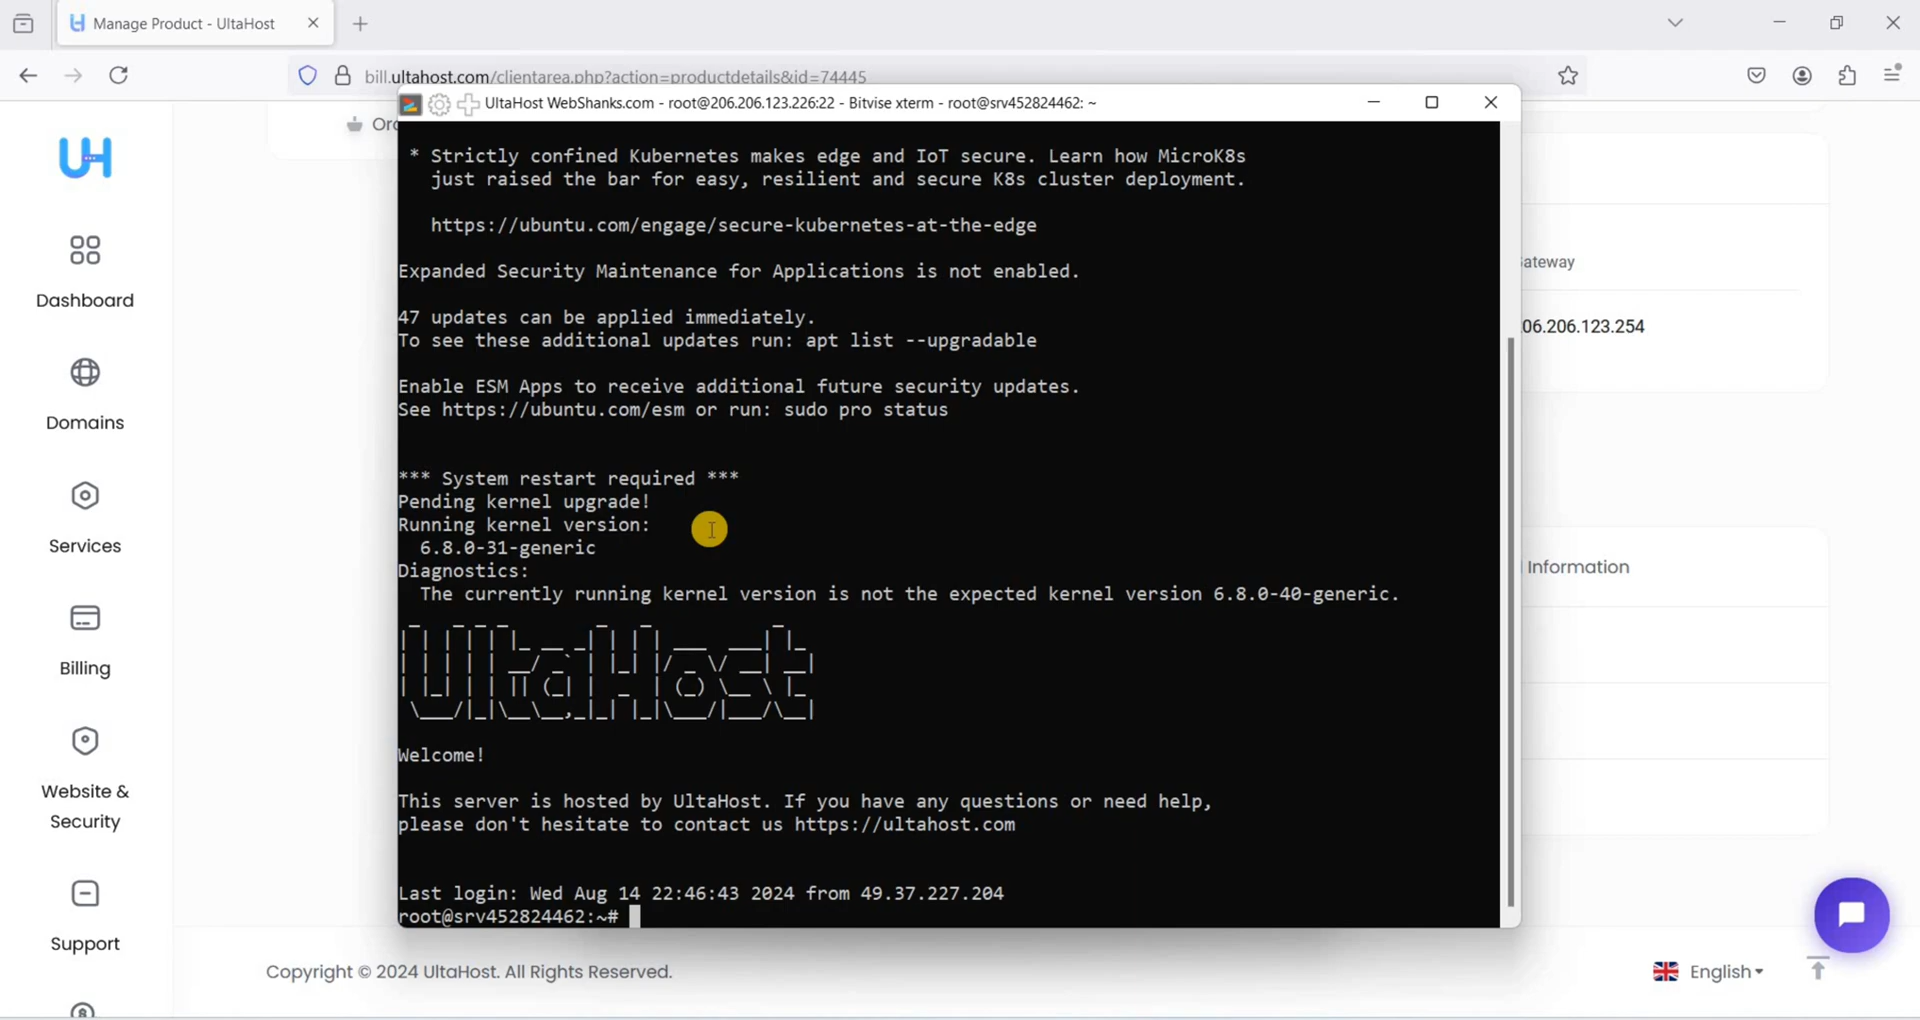 Manage Product - UltaHost
bill.ultahost.com/clientarea.php?action=productdetails&id=74445
UltaHost WebShanks.com - root@206.206.123.226:22 - Bitvise xterm - root@srv452824462: ~
UH
Dashboard
Domains
Services
Billing
Website &
Security
Support
* Strictly confined Kubernetes makes edge and IoT secure. Learn how MicroK8s
just raised the bar for easy, resilient and secure K8s cluster deployment.
https://ubuntu.com/engage/secure-kubernetes-at-the-edge
Expanded Security Maintenance for Applications is not enabled.
47 updates can be applied immediately.
To see these additional updates run: apt list --upgradable
Enable ESM Apps to receive additional future security updates.
See https://ubuntu.com/esm or run: sudo pro status
*** System restart required ***
Pending kernel upgrade!
Running kernel version:
6.8.0-31-generic
Diagnostics:
The currently running kernel version is not the expected kernel version 6.8.0-40-generic.
UltaHost
Welcome!
This server is hosted by UltaHost. If you have any questions or need help,
please don't hesitate to contact us https://ultahost.com
Last login: Wed Aug 14 22:46:43 2024 from 49.37.227.204
root@srv452824462:~#
ateway
06.206.123.254
Information
Copyright © 2024 UltaHost. All Rights Reserved.
English